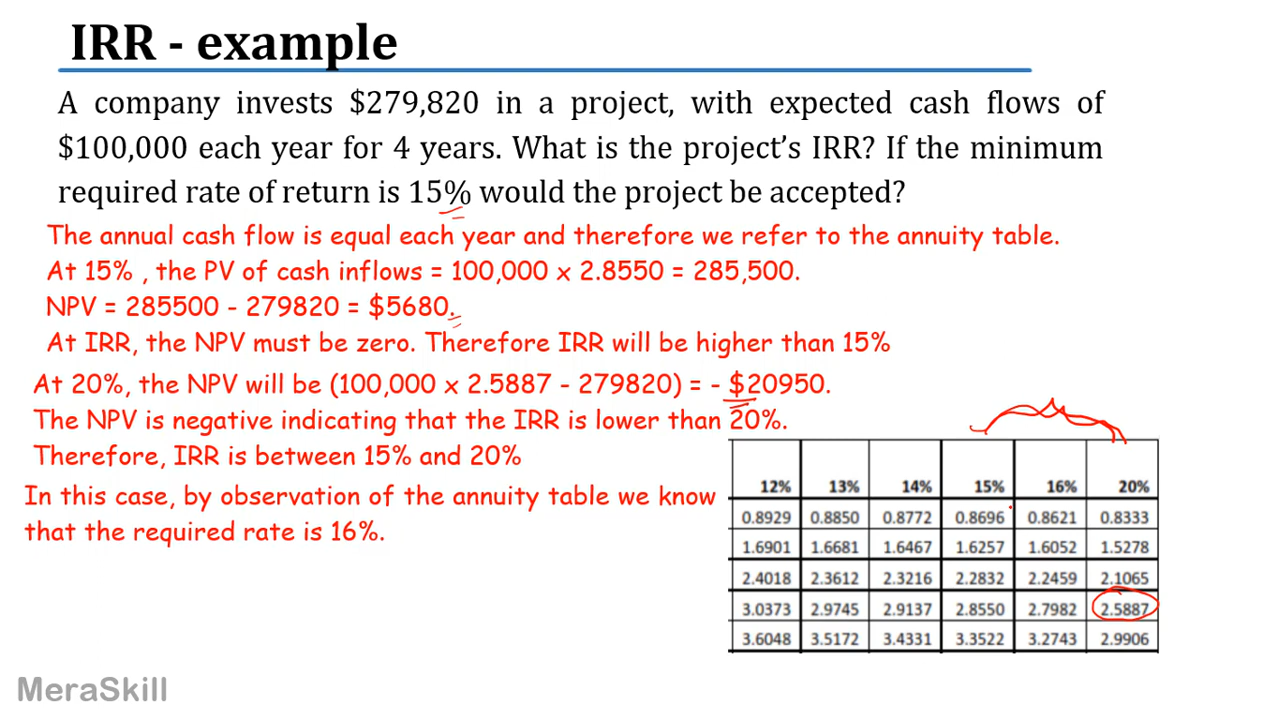 IRR - example
A company invests $279,820 in a project, with expected cash flows of
$100,000 each year for 4 years. What is the project's IRR? If the minimum
required rate of return is 15% would the project be accepted?
The annual cash flow is equal each year and therefore we refer to the annuity table.
At 15% , the PV of cash inflows = 100,000 x 2.8550 = 285,500.
NPV = 285500 - 279820 = $5680.
At IRR, the NPV must be zero. Therefore IRR will be higher than 15%
At 20%, the NPV will be (100,000 x 2.5887 - 279820) = - $20950.
The NPV is negative indicating that the IRR is lower than 20%.
Therefore, IRR is between 15% and 20%
In this case, by observation of the annuity table we know
that the required rate is 16%.
12% 13% 14% 15% 16% 20%
0.8929 0.8850 0.8772 0.8696 0.8621 0.8333
1.6901 1.6681 1.6467 1.6257 1.6052 1.5278
2.4018 2.3612 2.3216 2.2832 2.2459 2.1065
3.0373 2.9745 2.9137 2.8550 2.7982 2.5887
3.6048 3.5172 3.4331 3.3522 3.2743 2.9906
MeraSkill